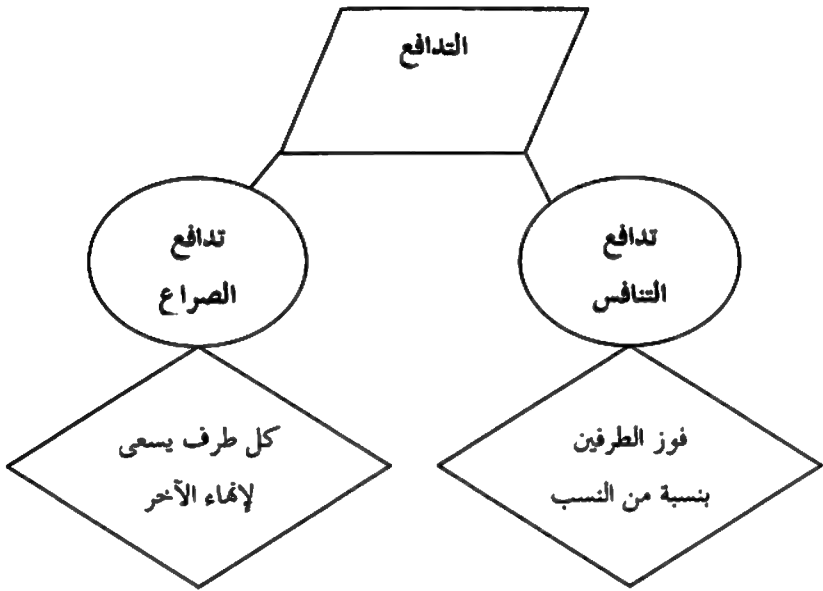 التدافع
تدافع
التنافس
تدافع
الصراع
فوز الطرفين
بنسبة من النسب
كل طرف يسعى
لإنهاء الآخر